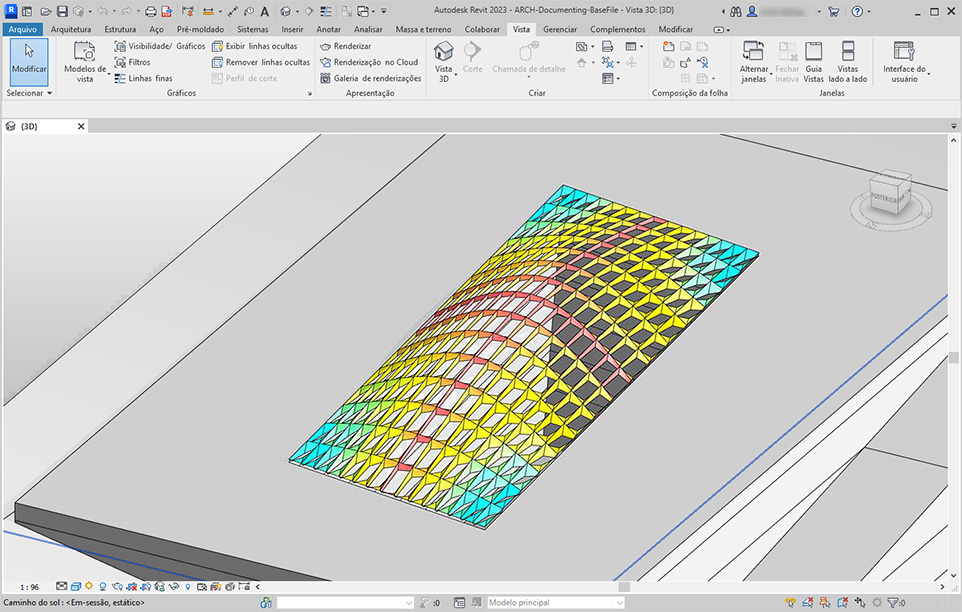 Autodesk Revit 2023 - ARCH-Documenting-BaseFile - Vista 3D: {3D}
Arquivo Arquitetura Estrutura Aço Pré-moldado Sistemas Inserir Anotar Analisar Massa e terreno Colaborar Vista Gerenciar Complementos Modificar
Modificar
Modelos de vista
Visibilidade/ Gráficos
Filtros
Linhas finas
Exibir linhas ocultas
Remover linhas ocultas
Perfil de corte
Renderizar
Renderização no Cloud
Galeria de renderizações
Vista 3D
Corte
Chamada de detalhe
Alternar janelas
Fechar Inativa
Guia Vistas
Vistas lado a lado
Interface do usuário
Selecionar
Gráficos
Apresentação
Criar
Composição da folha
Janelas
{3D}
POSTERIOR
1 : 96
Caminho do sol : <Em-sessão, estático>
:0
Modelo principal
:0